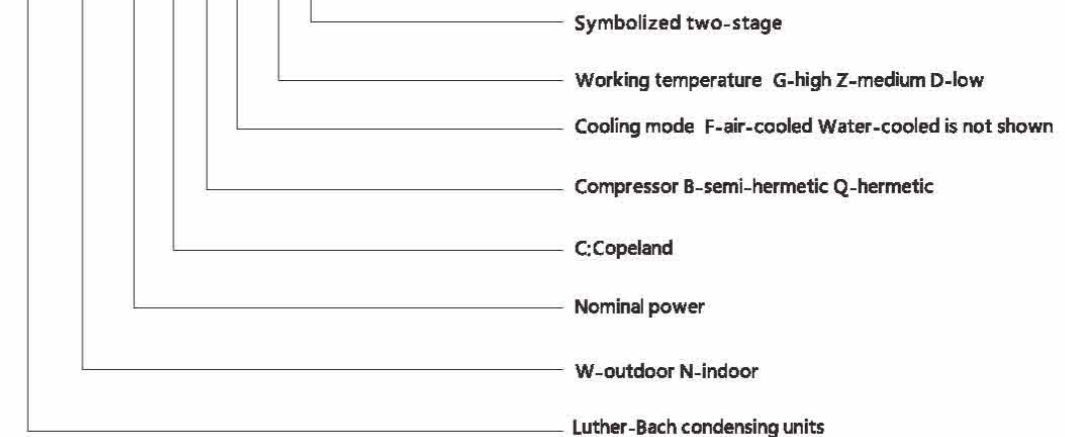 Symbolized two-stage
Working temperature G-high Z-medium D-low
Cooling mode F-air-cooled Water-cooled is not shown
Compressor B-semi-hermetic Q-hermetic
C:Copeland
Nominal power
W-outdoor N-indoor
Luther-Bach condensing units